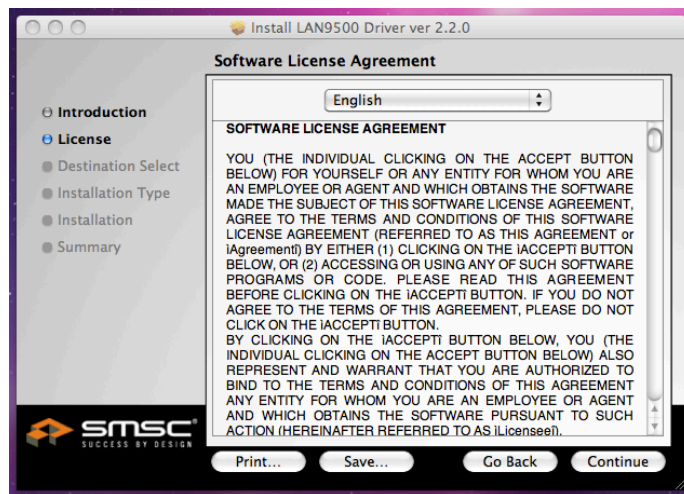 Install LAN9500 Driver ver 2.2.0
Software License Agreement
Introduction
License
Destination Select
Installation Type
Installation
Summary
English
SOFTWARE LICENSE AGREEMENT
YOU (THE INDIVIDUAL CLICKING ON THE ACCEPT BUTTON
BELOW) FOR YOURSELF OR ANY ENTITY FOR WHOM YOU ARE
AN EMPLOYEE OR AGENT AND WHICH OBTAINS THE SOFTWARE
MADE THE SUBJECT OF THIS SOFTWARE LICENSE AGREEMENT,
AGREE TO THE TERMS AND CONDITIONS OF THIS SOFTWARE
LICENSE AGREEMENT (REFERRED TO AS THIS AGREEMENT or
ìAgreementî) BY EITHER (1) CLICKING ON THE ìACCEPTî BUTTON
BELOW, OR (2) ACCESSING OR USING ANY OF SUCH SOFTWARE
PROGRAMS OR CODE. PLEASE READ THIS AGREEMENT
BEFORE CLICKING ON THE ìACCEPTî BUTTON. IF YOU DO NOT
AGREE TO THE TERMS OF THIS AGREEMENT, PLEASE DO NOT
CLICK ON THE ìACCEPTî BUTTON.
BY CLICKING ON THE ìACCEPTî BUTTON BELOW, YOU (THE
INDIVIDUAL CLICKING ON THE ACCEPT BUTTON BELOW) ALSO
REPRESENT AND WARRANT THAT YOU ARE AUTHORIZED TO
BIND TO THE TERMS AND CONDITIONS OF THIS AGREEMENT
ANY ENTITY FOR WHOM YOU ARE AN EMPLOYEE OR AGENT
AND WHICH OBTAINS THE SOFTWARE PURSUANT TO SUCH
ACTION (HEREINAFTER REFERRED TO AS ìLicenseeî).
smsc
SUCCESS BY DESIGN
Print...
Save...
Go Back
Continue